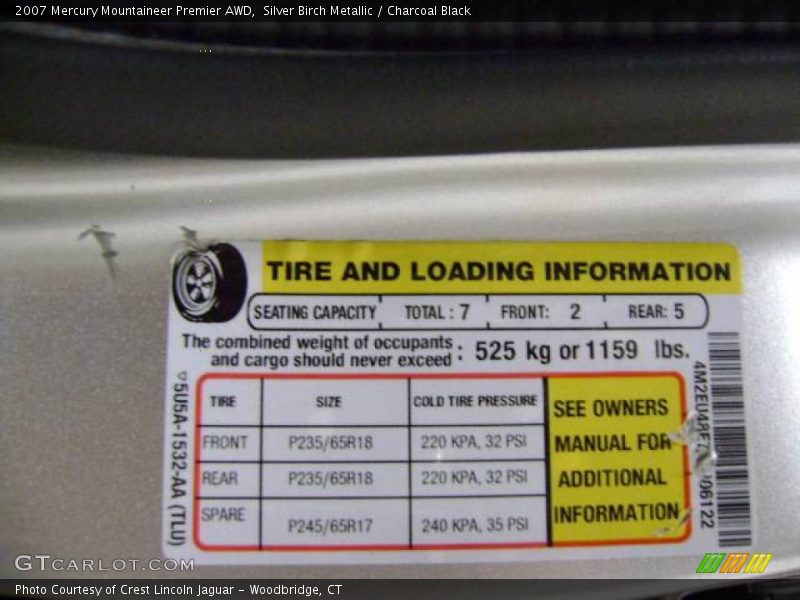 2007 Mercury Mountaineer Premier AWD, Silver Birch Metallic / Charcoal Black
TIRE AND LOADING INFORMATION
SEATING CAPACITY TOTAL : 7 FRONT: 2 REAR: 5
The combined weight of occupants and cargo should never exceed : 525 kg or 1159 lbs.
TIRE SIZE COLD TIRE PRESSURE
FRONT P235/65R18 220 KPA, 32 PSI
REAR P235/65R18 220 KPA, 32 PSI
SPARE P245/65R17 240 KPA, 35 PSI
SEE OWNERS
MANUAL FOR
ADDITIONAL
INFORMATION
5U5A-1532-AA (TLU)
06122
GTCARLOT.COM
Photo Courtesy of Crest Lincoln Jaguar - Woodbridge, CT